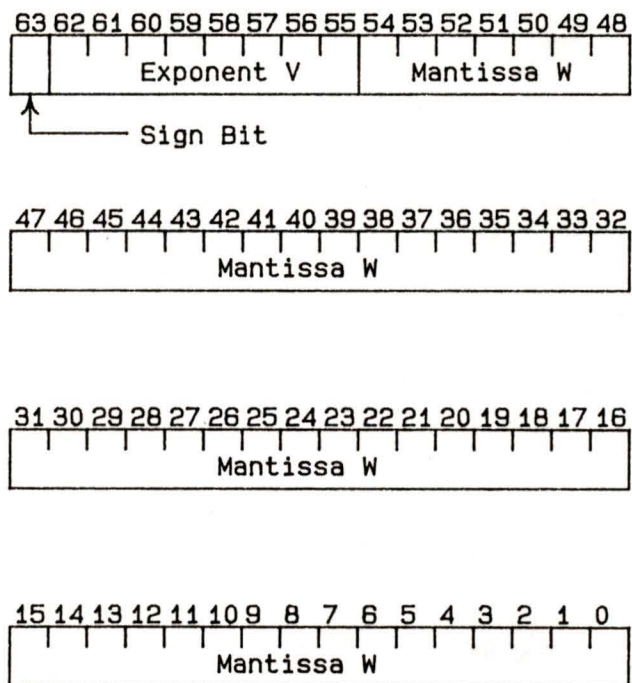 63 62 61 60 59 58 57 56 55 54 53 52 51 50 49 48
Exponent V Mantissa W
Sign Bit
47 46 45 44 43 42 41 40 39 38 37 36 35 34 33 32
Mantissa W
31 30 29 28 27 26 25 24 23 22 21 20 19 18 17 16
Mantissa W
15 14 13 12 11 10 9 8 7 6 5 4 3 2 1 0
Mantissa W